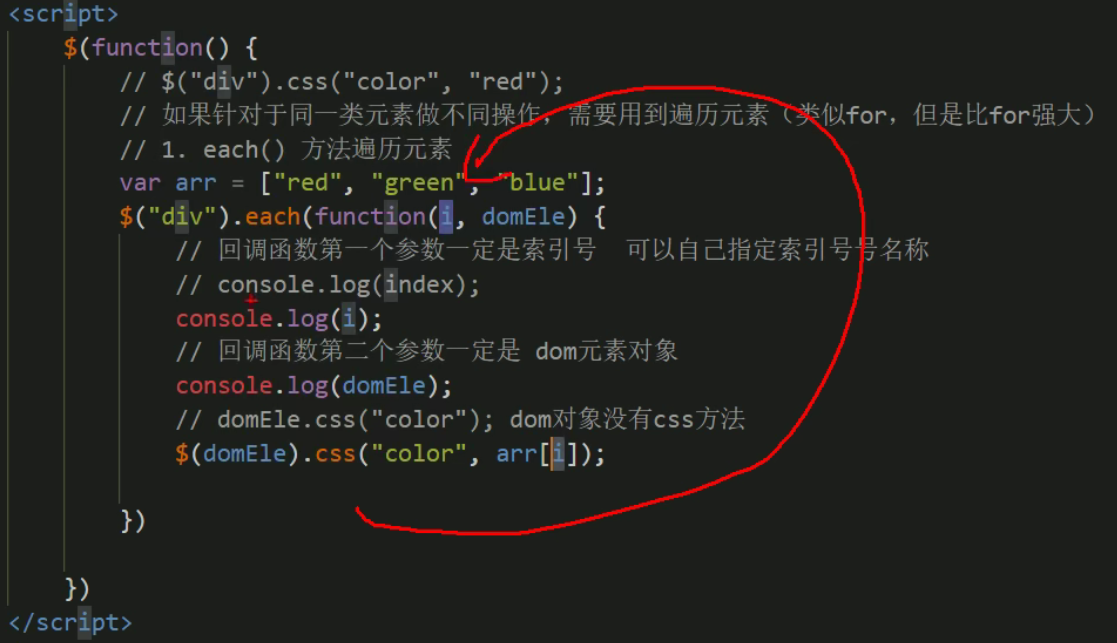 <script>
$(function() {
// $("div").css("color", "red");
// 如果针对于同一类元素做不同操作，需要用到遍历元素（类似for，但是比for强大）
// 1. each() 方法遍历元素
var arr = ["red", "green", "blue"];
$("div").each(function(i, domEle) {
// 回调函数第一个参数一定是索引号  可以自己指定索引号号名称
// console.log(index);
console.log(i);
// 回调函数第二个参数一定是 dom元素对象
console.log(domEle);
// domEle.css("color"); dom对象没有css方法
$(domEle).css("color", arr[i]);
})
})
</script>